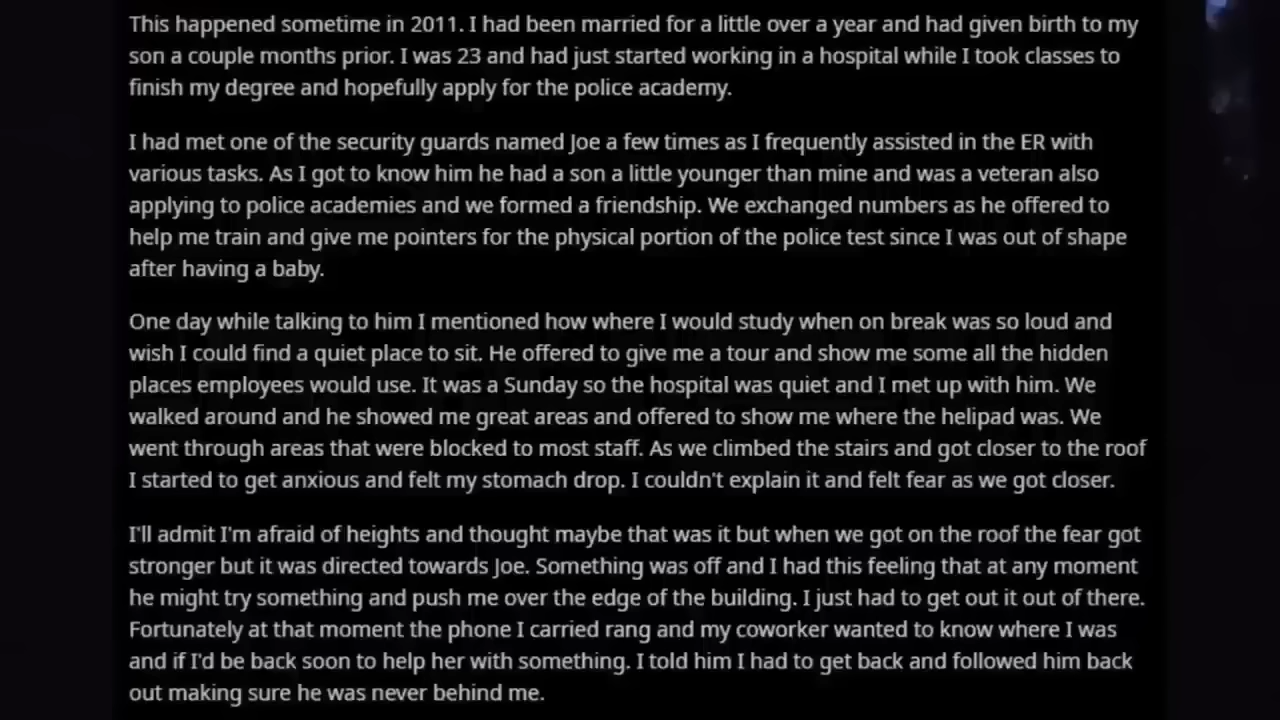 This happened sometime in 2011. I had been married for a little over a year and had given birth to my
son a couple months prior. I was 23 and had just started working in a hospital while I took classes to
finish my degree and hopefully apply for the police academy.
I had met one of the security guards named Joe a few times as I frequently assisted in the ER with
various tasks. As I got to know him he had a son a little younger than mine and was a veteran also
applying to police academies and we formed a friendship. We exchanged numbers as he offered to
help me train and give me pointers for the physical portion of the police test since I was out of shape
after having a baby.
One day while talking to him I mentioned how where I would study when on break was so loud and
wish I could find a quiet place to sit. He offered to give me a tour and show me some all the hidden
places employees would use. It was a Sunday so the hospital was quiet and I met up with him. We
walked around and he showed me great areas and offered to show me where the helipad was. We
went through areas that were blocked to most staff. As we climbed the stairs and got closer to the roof
I started to get anxious and felt my stomach drop. I couldn't explain it and felt fear as we got closer.
I'll admit I'm afraid of heights and thought maybe that was it but when we got on the roof the fear got
stronger but it was directed towards Joe. Something was off and I had this feeling that at any moment
he might try something and push me over the edge of the building. I just had to get out it out of there.
Fortunately at that moment the phone I carried rang and my coworker wanted to know where I was
and if I'd be back soon to help her with something. I told him I had to get back and followed him back
out making sure he was never behind me.